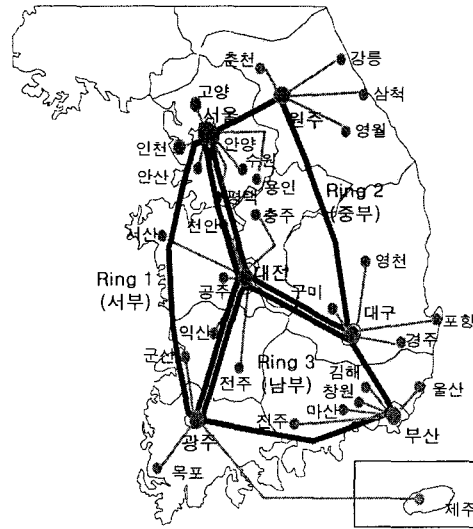 춘천
강릉
고양
서울
원주
삼척
인천
안양
영월
수원
안산
용인
평택
Ring 2
(중부)
충주
천안
서산
Ring 1
(서부)
대전
영천
공주
구미
대구
포항
익산
경주
군산
Ring 3
(남부)
김해
울산
전주
창원
마산
진주
부산
광주
목포
제주